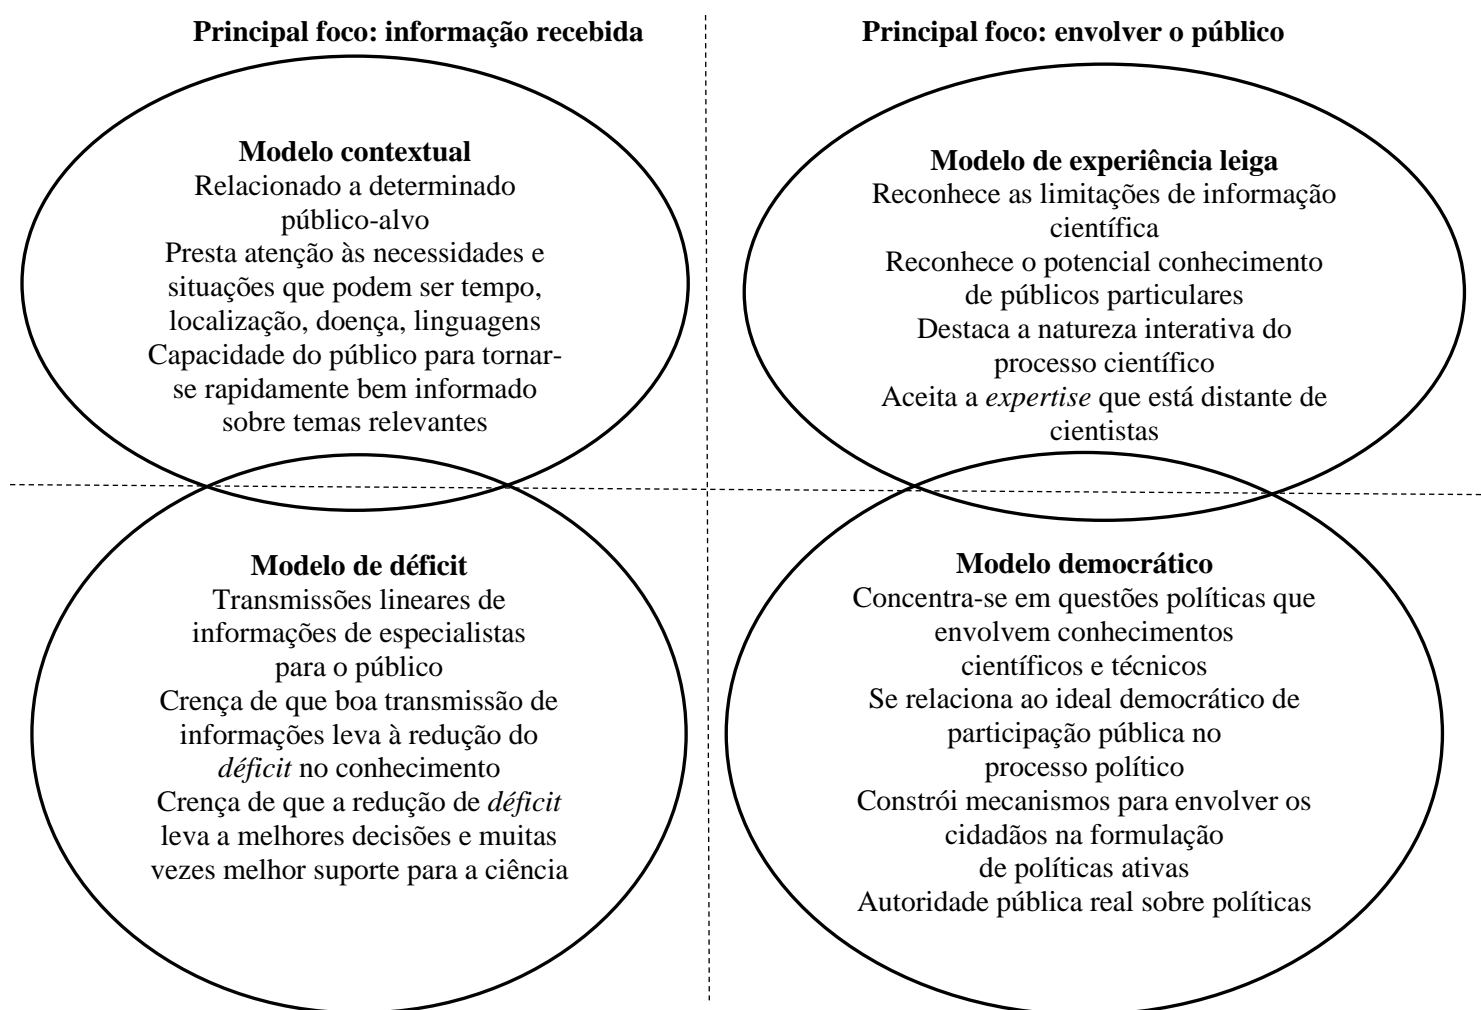 Principal foco: informação recebida
Principal foco: envolver o público
Modelo contextual
Relacionado a determinado
público-alvo
Presta atenção às necessidades e
situações que podem ser tempo,
localização, doença, linguagens
Capacidade do público para tornar-
se rapidamente bem informado
sobre temas relevantes
Modelo de experiência leiga
Reconhece as limitações de informação
científica
Reconhece o potencial conhecimento
de públicos particulares
Destaca a natureza interativa do
processo científico
Aceita a expertise que está distante de
cientistas
Modelo de déficit
Transmissões lineares de
informações de especialistas
para o público
Crença de que boa transmissão de
informações leva à redução do
déficit no conhecimento
Crença de que a redução de déficit
leva a melhores decisões e muitas
vezes melhor suporte para a ciência
Modelo democrático
Concentra-se em questões políticas que
envolvem conhecimentos
científicos e técnicos
Se relaciona ao ideal democrático de
participação pública no
processo político
Constrói mecanismos para envolver os
cidadãos na formulação
de políticas ativas
Autoridade pública real sobre políticas